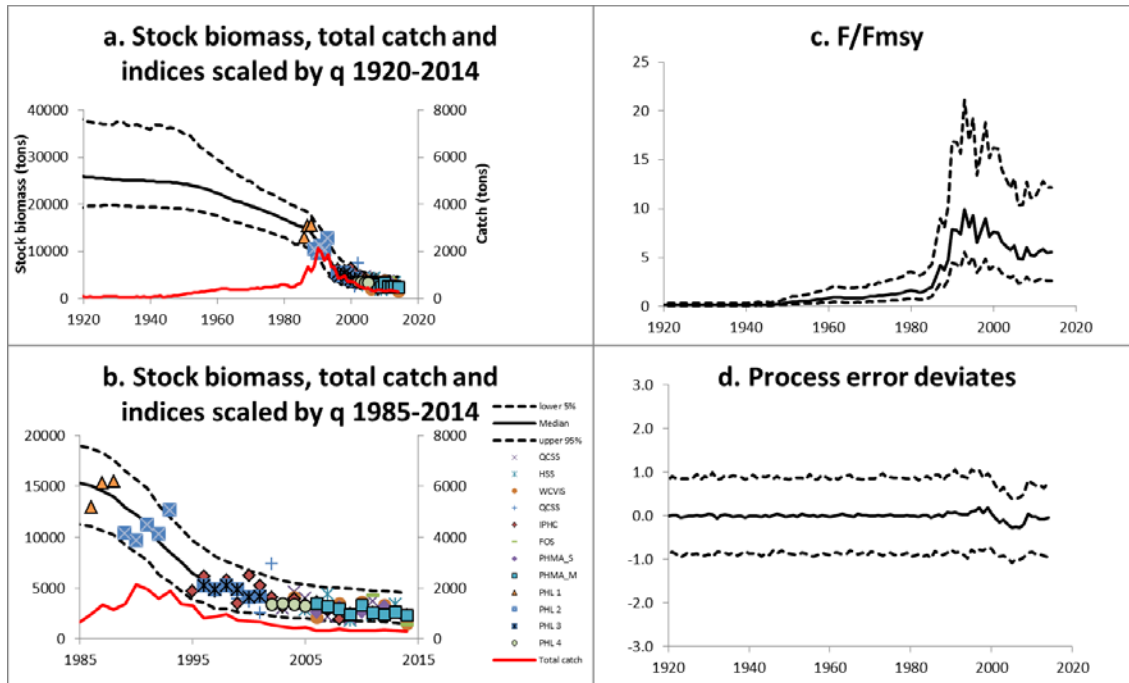 a. Stock biomass, total catch and
indices scaled by q 1920-2014
Stock biomass (tons)
40000
30000
20000
10000
0
8000
6000
4000
2000
0
Catch (tons)
1920 1940 1960 1980 2000 2020
c. F/Fmsy
25
20
15
10
5
0
1920 1940 1960 1980 2000 2020
b. Stock biomass, total catch and
indices scaled by q 1985-2014
20000
15000
10000
5000
0
8000
6000
4000
2000
0
1985 1995 2005 2015
lower 5%
Median
upper 95%
QCSS
HSS
WCVIS
QCSS
IPHC
FOS
PHMA_S
PHMA_M
PHL 1
PHL 2
PHL 3
PHL 4
Total catch
d. Process error deviates
3.0
2.0
1.0
0.0
-1.0
-2.0
-3.0
1920 1940 1960 1980 2000 2020